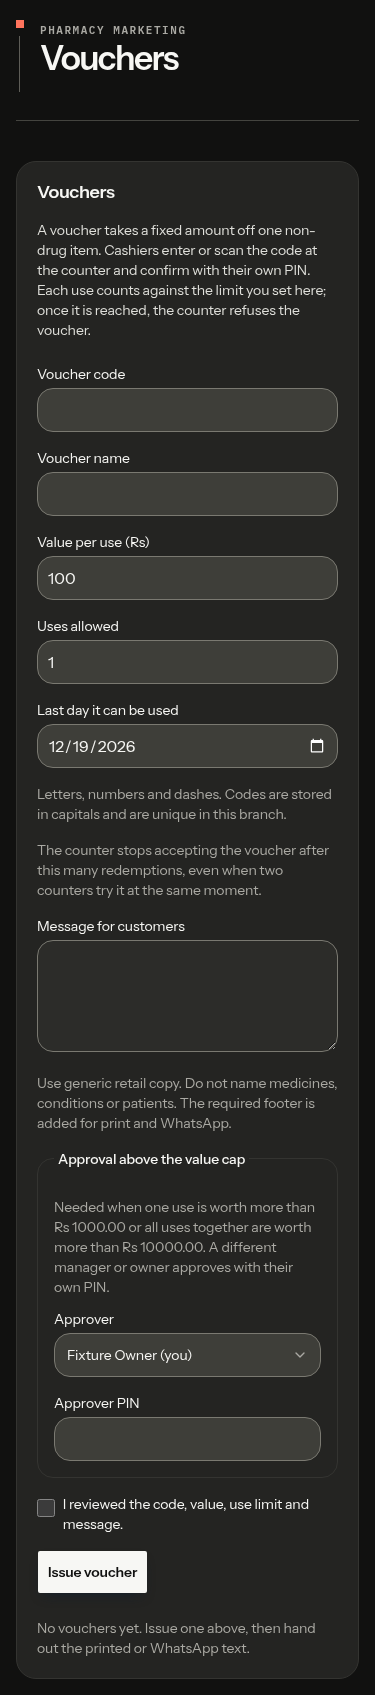 PHARMACY MARKETING
Vouchers
Vouchers
A voucher takes a fixed amount off one non-
drug item. Cashiers enter or scan the code at
the counter and confirm with their own PIN.
Each use counts against the limit you set here;
once it is reached, the counter refuses the
voucher.
Voucher code
Voucher name
Value per use (Rs)
100
Uses allowed
1
Last day it can be used
12/19/2026
Letters, numbers and dashes. Codes are stored
in capitals and are unique in this branch.
The counter stops accepting the voucher after
this many redemptions, even when two
counters try it at the same moment.
Message for customers
Use generic retail copy. Do not name medicines,
conditions or patients. The required footer is
added for print and WhatsApp.
Approval above the value cap
Needed when one use is worth more than
Rs 1000.00 or all uses together are worth
more than Rs 10000.00. A different
manager or owner approves with their
own PIN.
Approver
Fixture Owner (you)
Approver PIN
I reviewed the code, value, use limit and
message.
Issue voucher
No vouchers yet. Issue one above, then hand
out the printed or WhatsApp text.